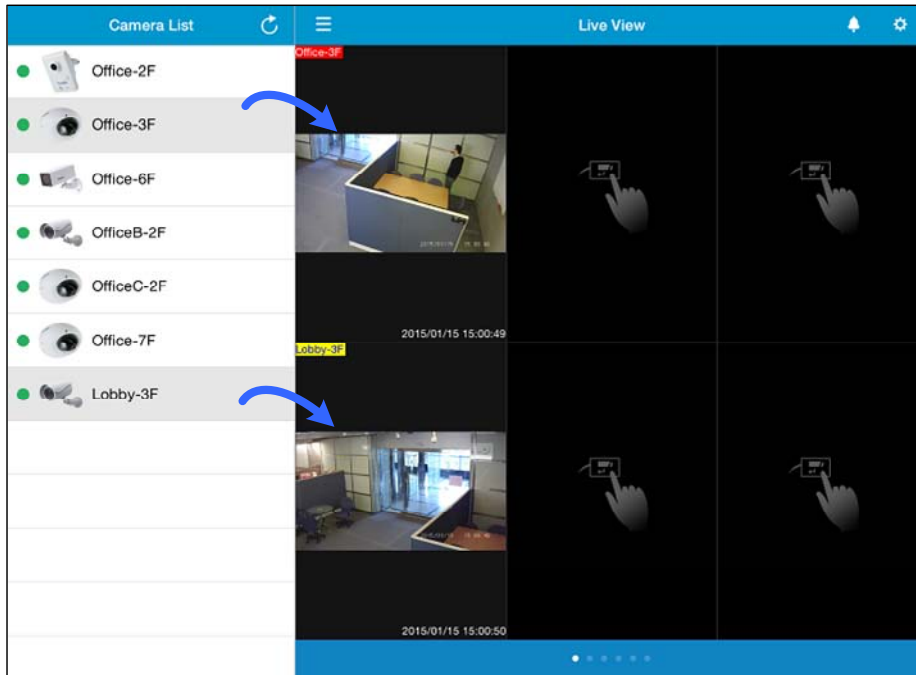 Camera List
Live View
Office-2F
Office-3F
Office-6F
OfficeB-2F
OfficeC-2F
Office-7F
Lobby-3F
Office-3F
2015/01/15 15:00:49
Lobby-3F
2015/01/15 15:00:50